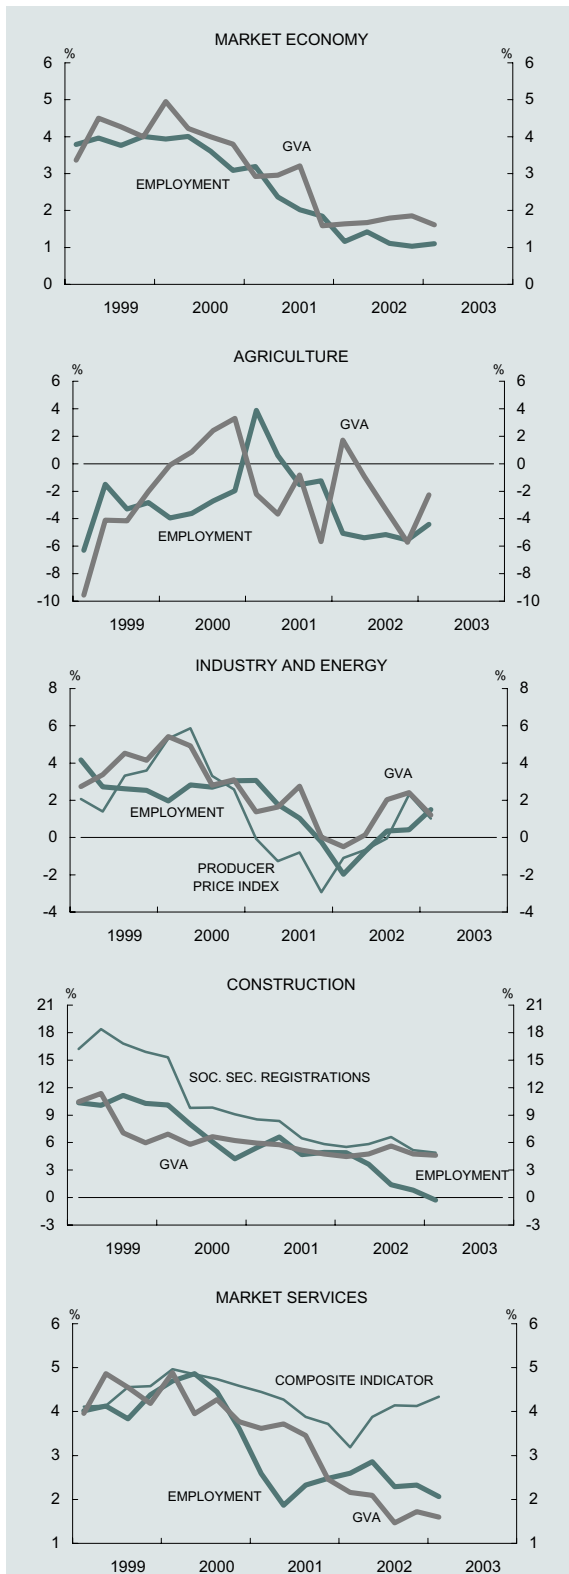 MARKET ECONOMY
% %
6 6
5 5
4 4
3 3
2 2
1 1
0 0
GVA
EMPLOYMENT
1999 2000 2001 2002 2003
AGRICULTURE
% %
6 6
4 4
2 2
0 0
-2 -2
-4 -4
-6 -6
-8 -8
-10 -10
GVA
EMPLOYMENT
1999 2000 2001 2002 2003
INDUSTRY AND ENERGY
% %
8 8
6 6
4 4
2 2
0 0
-2 -2
-4 -4
GVA
EMPLOYMENT
PRODUCER
PRICE INDEX
1999 2000 2001 2002 2003
CONSTRUCTION
% %
21 21
18 18
15 15
12 12
9 9
6 6
3 3
0 0
-3 -3
SOC. SEC. REGISTRATIONS
GVA
EMPLOYMENT
1999 2000 2001 2002 2003
MARKET SERVICES
% %
6 6
5 5
4 4
3 3
2 2
1 1
COMPOSITE INDICATOR
EMPLOYMENT
GVA
1999 2000 2001 2002 2003